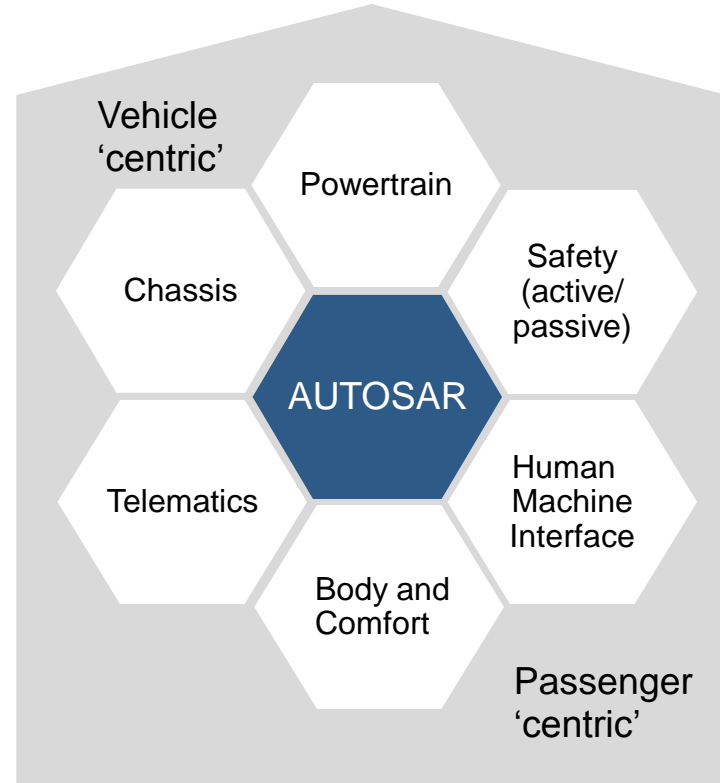 Vehicle
‘centric’
Powertrain
Chassis
Safety
(active/
passive)
AUTOSAR
Telematics
Human
Machine
Interface
Body and
Comfort
Passenger
‘centric’